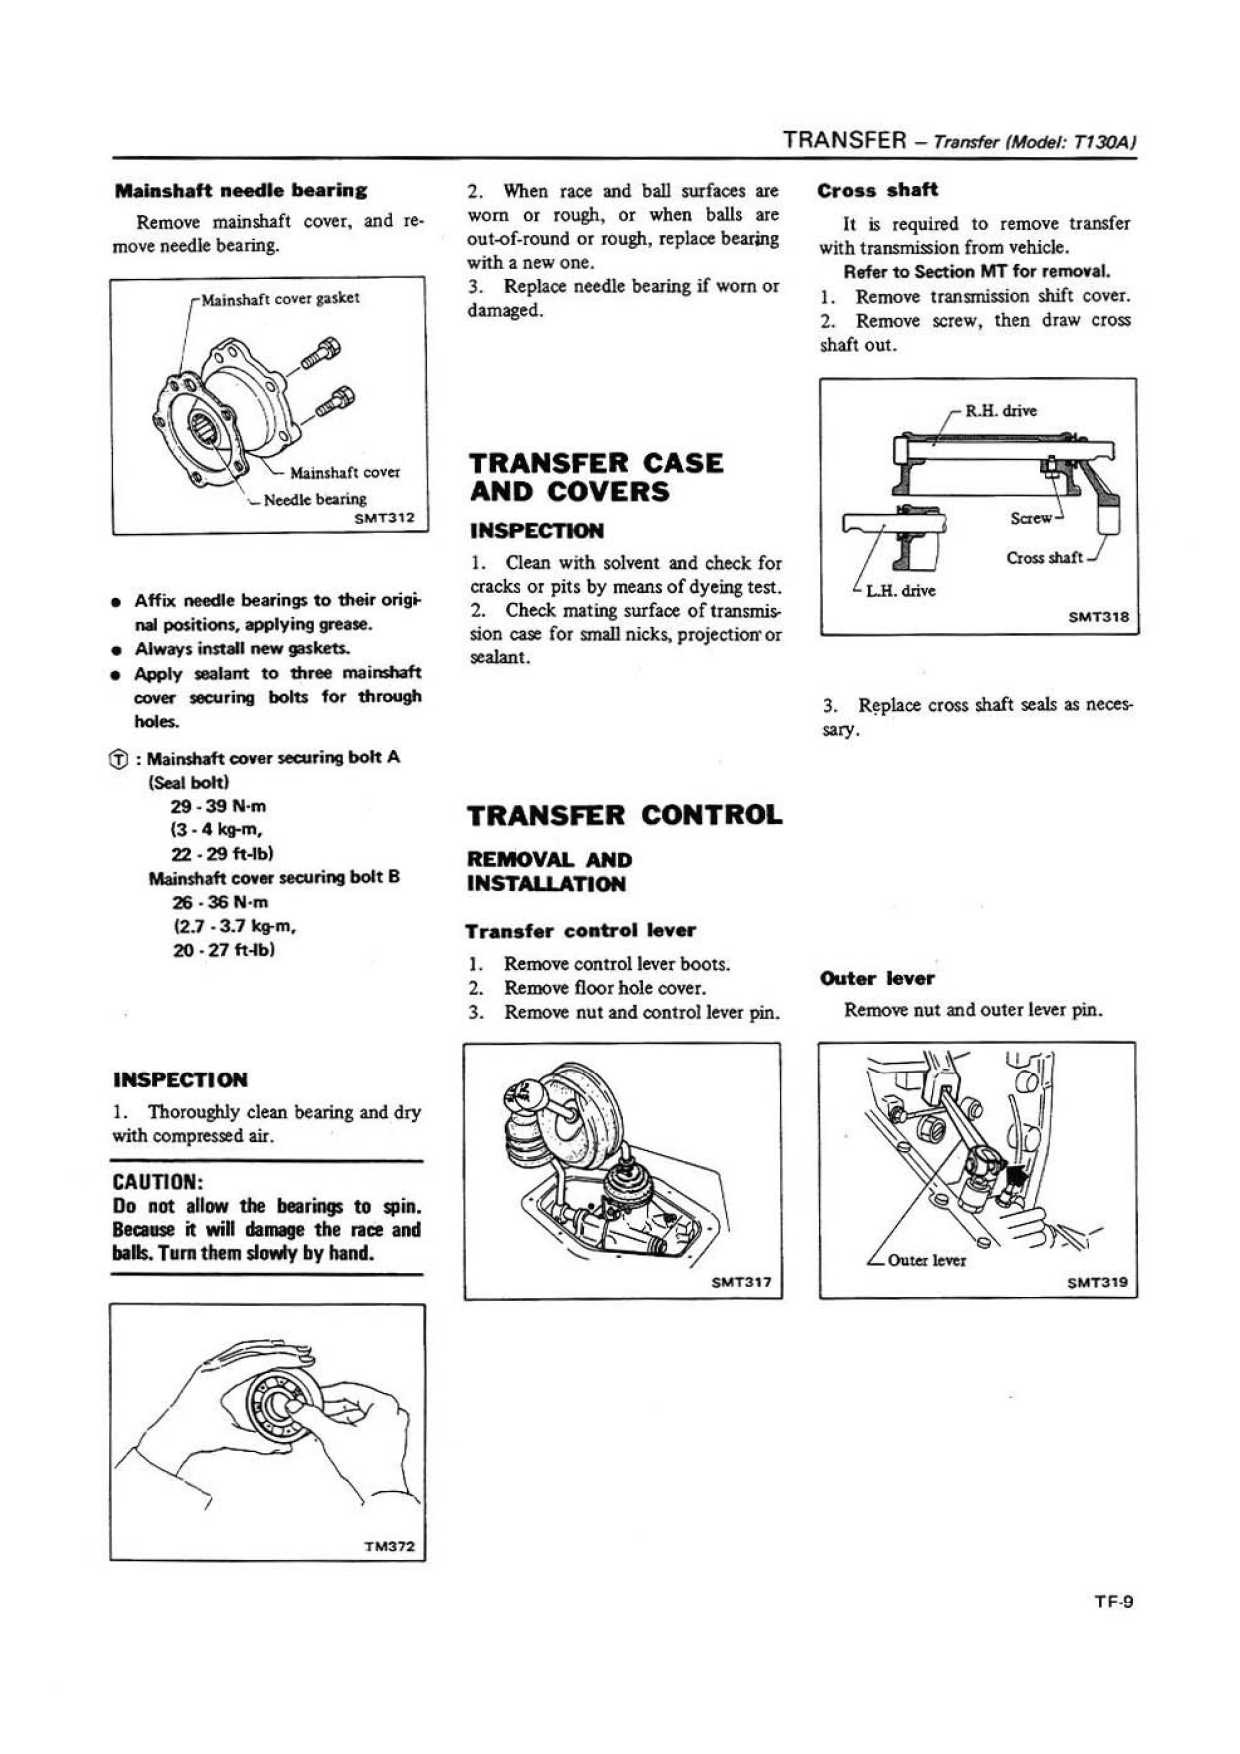 TRANSFER – Transfer (Model: T130A)
Mainshaft needle bearing
Remove mainshaft cover, and re-
move needle bearing.
Mainshaft cover gasket
Mainshaft cover
Needle bearing
SMT312
● Affix needle bearings to their origi-
nal positions, applying grease.
● Always install new gaskets.
● Apply sealant to three mainshaft
cover securing bolts for through
holes.
Ⓣ : Mainshaft cover securing bolt A
(Seal bolt)
29 - 39 N·m
(3 - 4 kg-m,
22 - 29 ft-lb)
Mainshaft cover securing bolt B
26 - 36 N·m
(2.7 - 3.7 kg-m,
20 - 27 ft-lb)
INSPECTION
1. Thoroughly clean bearing and dry
with compressed air.
CAUTION:
Do not allow the bearings to spin.
Because it will damage the race and
balls. Turn them slowly by hand.
TM372
2. When race and ball surfaces are
worn or rough, or when balls are
out-of-round or rough, replace bearing
with a new one.
3. Replace needle bearing if worn or
damaged.
TRANSFER CASE
AND COVERS
INSPECTION
1. Clean with solvent and check for
cracks or pits by means of dyeing test.
2. Check mating surface of transmis-
sion case for small nicks, projection or
sealant.
TRANSFER CONTROL
REMOVAL AND
INSTALLATION
Transfer control lever
1. Remove control lever boots.
2. Remove floor hole cover.
3. Remove nut and control lever pin.
SMT317
Cross shaft
It is required to remove transfer
with transmission from vehicle.
Refer to Section MT for removal.
1. Remove transmission shift cover.
2. Remove screw, then draw cross
shaft out.
R.H. drive
Screw
Cross shaft
L.H. drive
SMT318
3. Replace cross shaft seals as neces-
sary.
Outer lever
Remove nut and outer lever pin.
Outer lever
SMT319
TF-9